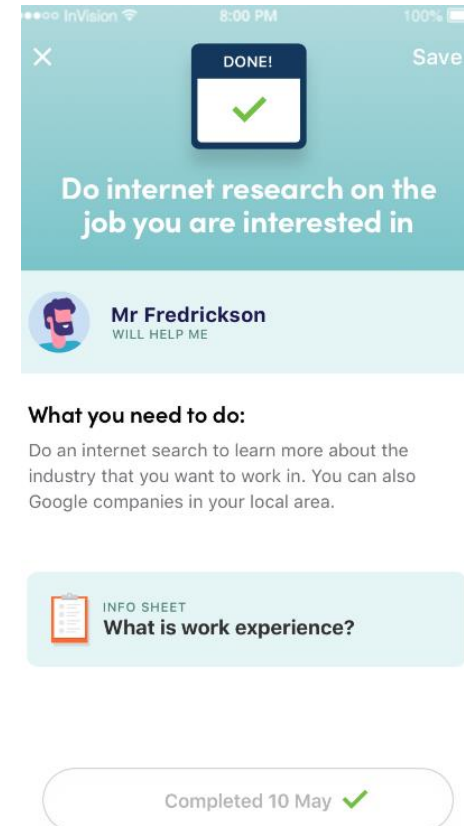 InVision 8:00 PM 100%
DONE!
Save
Do internet research on the
job you are interested in
Mr Fredrickson
WILL HELP ME
What you need to do:
Do an internet search to learn more about the
industry that you want to work in. You can also
Google companies in your local area.
INFO SHEET
What is work experience?
Completed 10 May